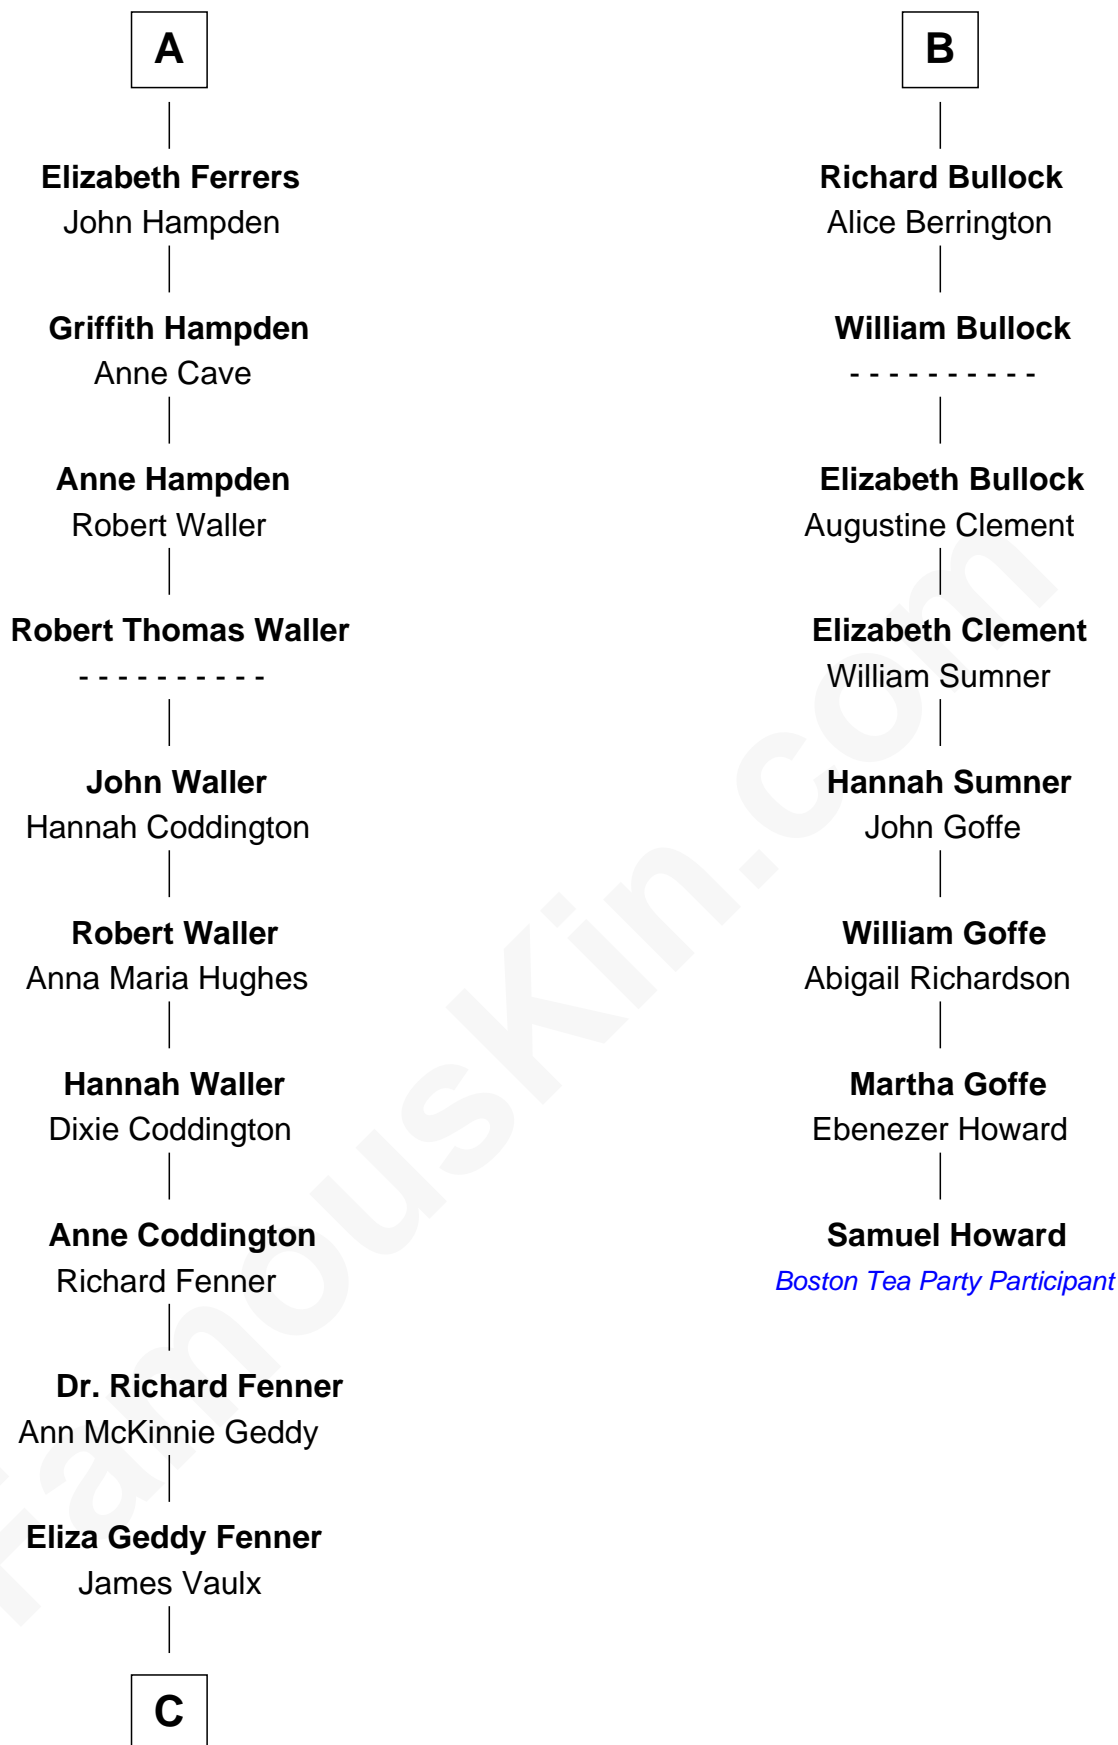 A
Elizabeth Ferrers
John Hampden
Griffith Hampden
Anne Cave
Anne Hampden
Robert Waller
Robert Thomas Waller
- - - - - - - - - -
John Waller
Hannah Coddington
Robert Waller
Anna Maria Hughes
Hannah Waller
Dixie Coddington
Anne Coddington
Richard Fenner
Dr. Richard Fenner
Ann McKinnie Geddy
Eliza Geddy Fenner
James Vaulx
C
B
Richard Bullock
Alice Berrington
William Bullock
- - - - - - - - - -
Elizabeth Bullock
Augustine Clement
Elizabeth Clement
William Sumner
Hannah Sumner
John Goffe
William Goffe
Abigail Richardson
Martha Goffe
Ebenezer Howard
Samuel Howard
Boston Tea Party Participant
FamousKin.com